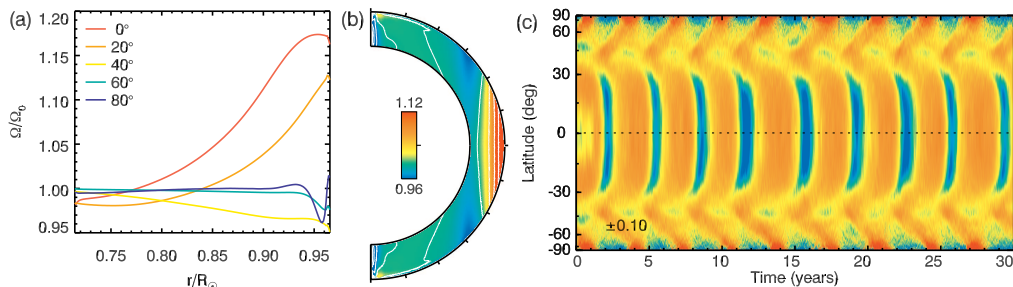 (a)
1.20
1.15
1.10
1.05
1.00
0.95
Ω/Ω₀
0°
20°
40°
60°
80°
0.75 0.80 0.85 0.90 0.95
r/R☉
(b)
1.12
0.96
(c)
90
60
30
0
-30
-60
-90
Latitude (deg)
±0.10
0 5 10 15 20 25 30
Time (years)